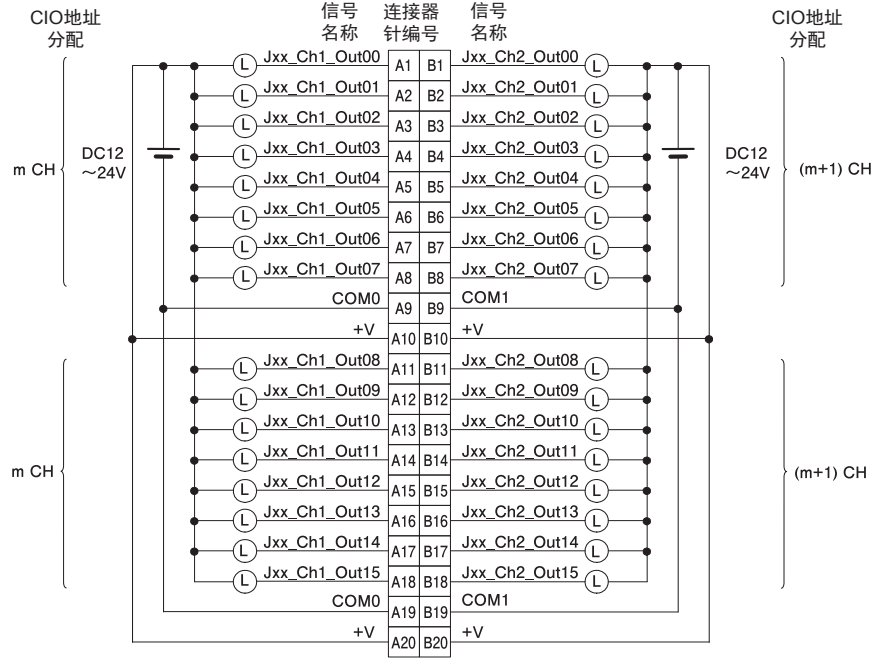 CIO地址 信号 连接器 信号 CIO地址
分配 名称 针编号 名称 分配
Jxx_Ch1_Out00 A1 B1 Jxx_Ch2_Out00
L L
Jxx_Ch1_Out01 A2 B2 Jxx_Ch2_Out01
L L
Jxx_Ch1_Out02 A3 B3 Jxx_Ch2_Out02
L L
Jxx_Ch1_Out03 A4 B4 Jxx_Ch2_Out03
L L
DC12 DC12
～24V ～24V
m CH (m+1) CH
Jxx_Ch1_Out04 A5 B5 Jxx_Ch2_Out04
L L
Jxx_Ch1_Out05 A6 B6 Jxx_Ch2_Out05
L L
Jxx_Ch1_Out06 A7 B7 Jxx_Ch2_Out06
L L
Jxx_Ch1_Out07 A8 B8 Jxx_Ch2_Out07
L L
COM0 A9 B9 COM1
+V A10 B10 +V
Jxx_Ch1_Out08 A11 B11 Jxx_Ch2_Out08
L L
Jxx_Ch1_Out09 A12 B12 Jxx_Ch2_Out09
L L
Jxx_Ch1_Out10 A13 B13 Jxx_Ch2_Out10
L L
Jxx_Ch1_Out11 A14 B14 Jxx_Ch2_Out11
L L
m CH (m+1) CH
Jxx_Ch1_Out12 A15 B15 Jxx_Ch2_Out12
L L
Jxx_Ch1_Out13 A16 B16 Jxx_Ch2_Out13
L L
Jxx_Ch1_Out14 A17 B17 Jxx_Ch2_Out14
L L
Jxx_Ch1_Out15 A18 B18 Jxx_Ch2_Out15
L L
COM0 A19 B19 COM1
+V A20 B20 +V